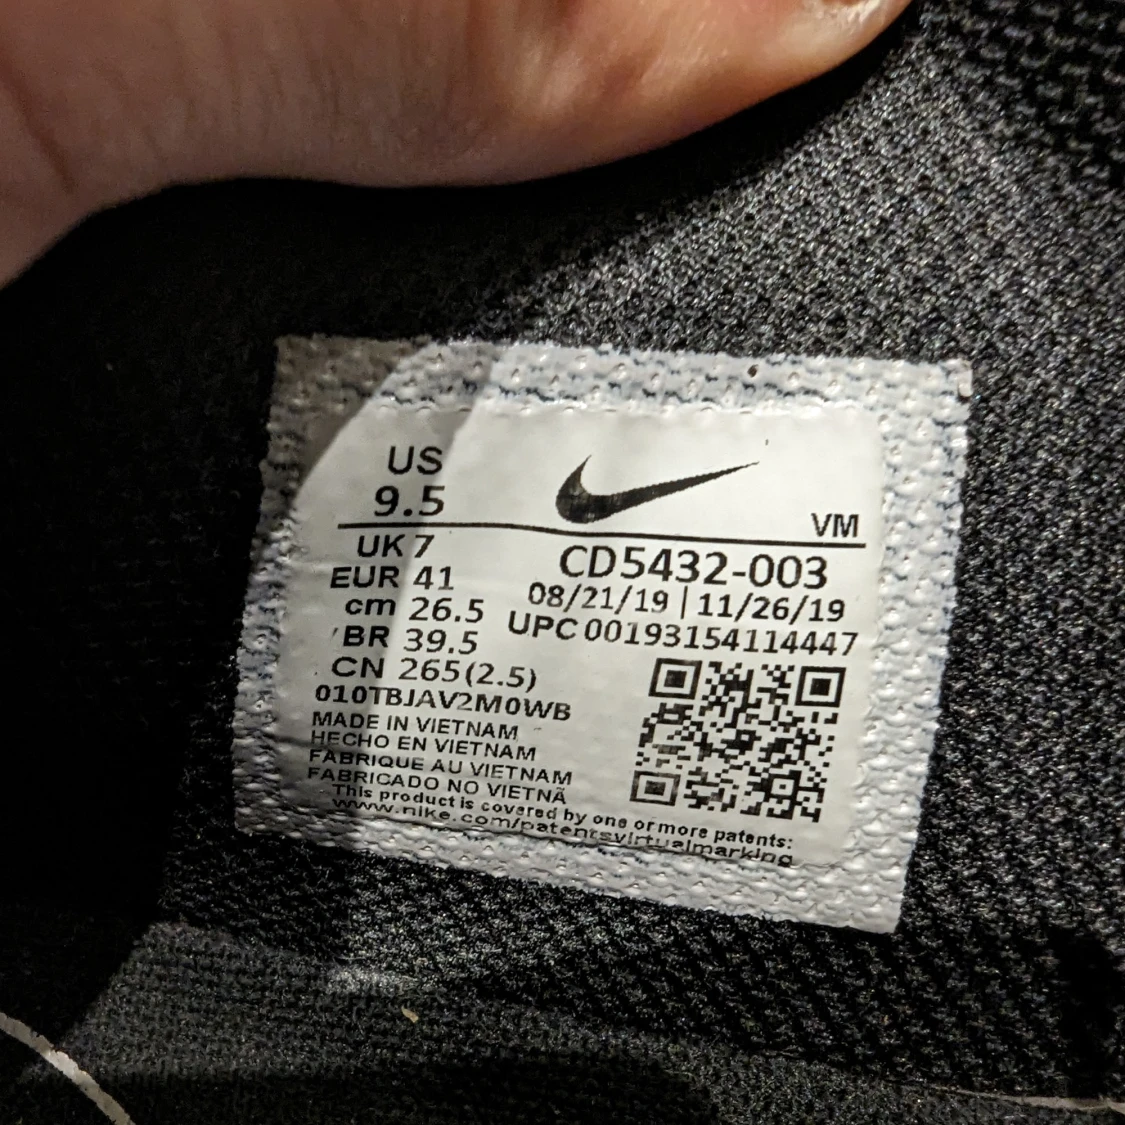 US
9.5
VM
UK 7
EUR 41
cm 26.5
BR 39.5
CN 265(2.5)
CD5432-003
08/21/19 | 11/26/19
UPC 00193154114447
010TBJAV2M0WB
MADE IN VIETNAM
HECHO EN VIETNAM
FABRIQUE AU VIETNAM
FABRICADO NO VIETNÃ
This product is covered by one or more patents:
www.nike.com/patentsvirtualmarking